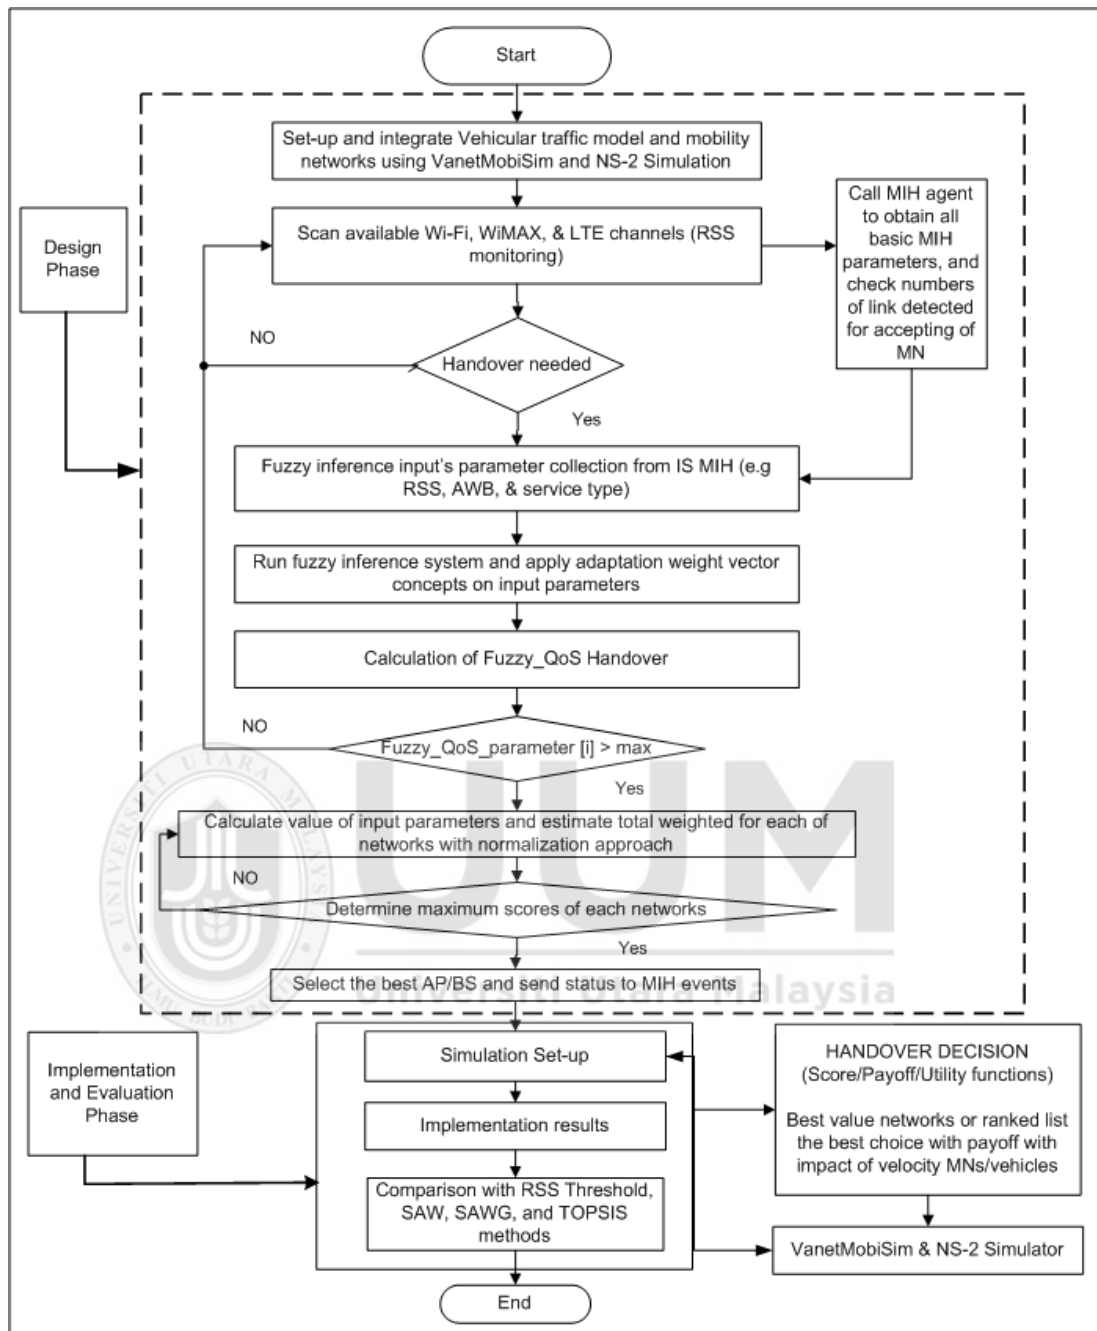 Start
Set-up and integrate Vehicular traffic model and mobility
networks using VanetMobiSim and NS-2 Simulation
Design
Phase
Scan available Wi-Fi, WiMAX, & LTE channels (RSS
monitoring)
Call MIH agent
to obtain all
basic MIH
parameters, and
check numbers
of link detected
for accepting of
MN
NO
Handover needed
Yes
Fuzzy inference input's parameter collection from IS MIH (e.g
RSS, AWB, & service type)
Run fuzzy inference system and apply adaptation weight vector
concepts on input parameters
Calculation of Fuzzy_QoS Handover
NO
Fuzzy_QoS_parameter [i] > max
Yes
Calculate value of input parameters and estimate total weighted for each of
networks with normalization approach
NO
Determine maximum scores of each networks
Yes
Select the best AP/BS and send status to MIH events
UNIVERSITI UTARA MALAYSIA
UUM
Universiti Utara Malaysia
Implementation
and Evaluation
Phase
Simulation Set-up
Implementation results
Comparison with RSS Threshold,
SAW, SAWG, and TOPSIS
methods
HANDOVER DECISION
(Score/Payoff/Utility functions)
Best value networks or ranked list
the best choice with payoff with
impact of velocity MNs/vehicles
VanetMobiSim & NS-2 Simulator
End